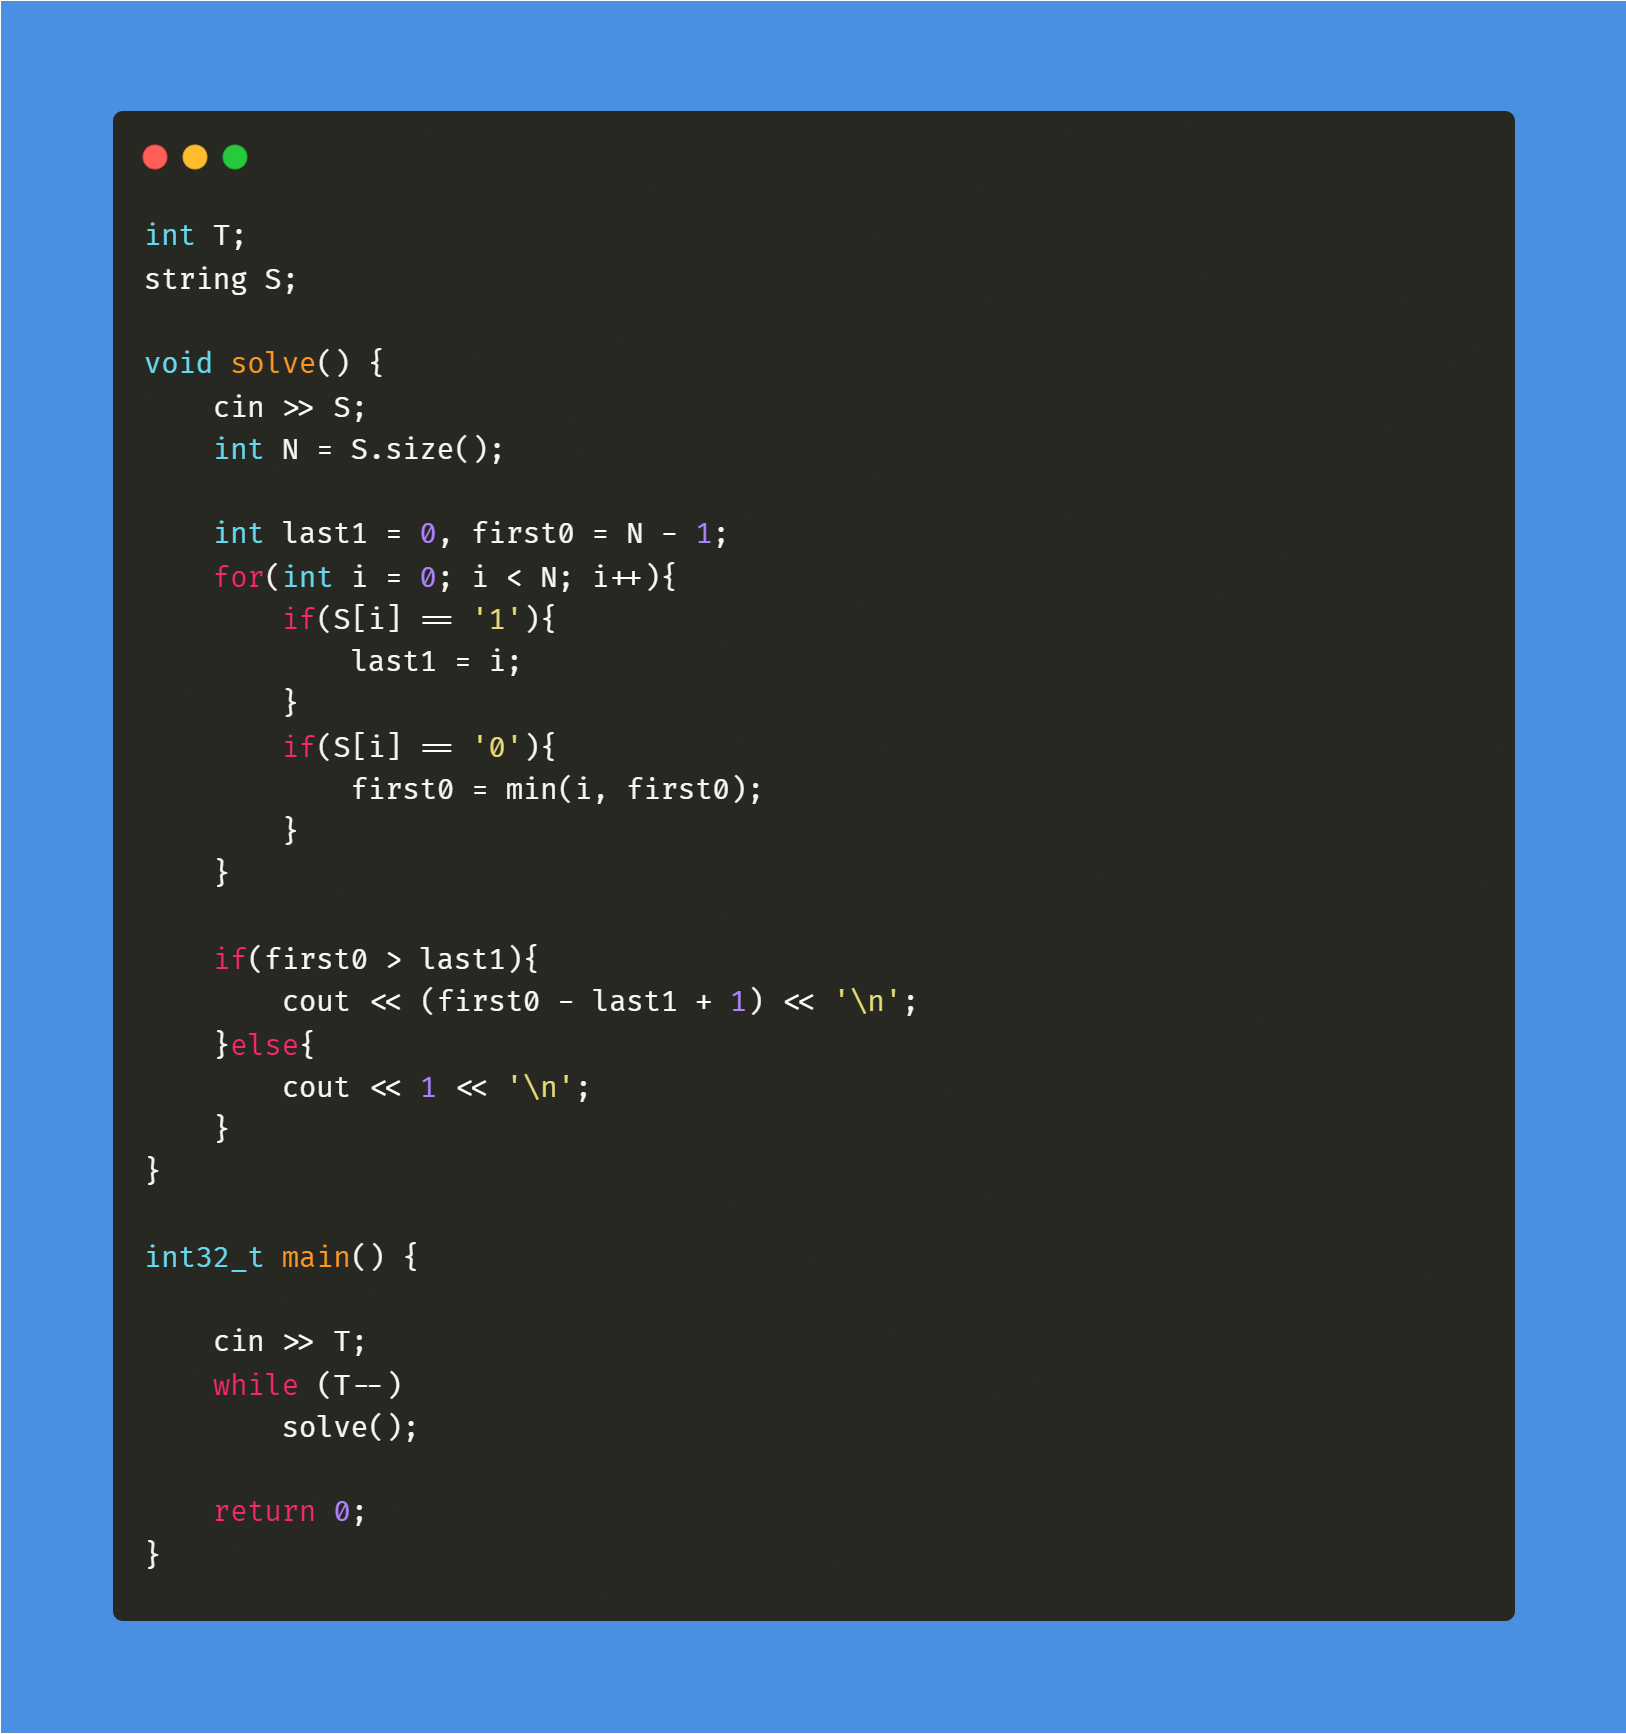 int T;
string S;
void solve() {
cin >> S;
int N = S.size();
int last1 = 0, first0 = N - 1;
for(int i = 0; i < N; i++){
if(S[i] == '1'){
last1 = i;
}
if(S[i] == '0'){
first0 = min(i, first0);
}
}
if(first0 > last1){
cout << (first0 - last1 + 1) << '\n';
}else{
cout << 1 << '\n';
}
}
int32_t main() {
cin >> T;
while (T--)
solve();
return 0;
}